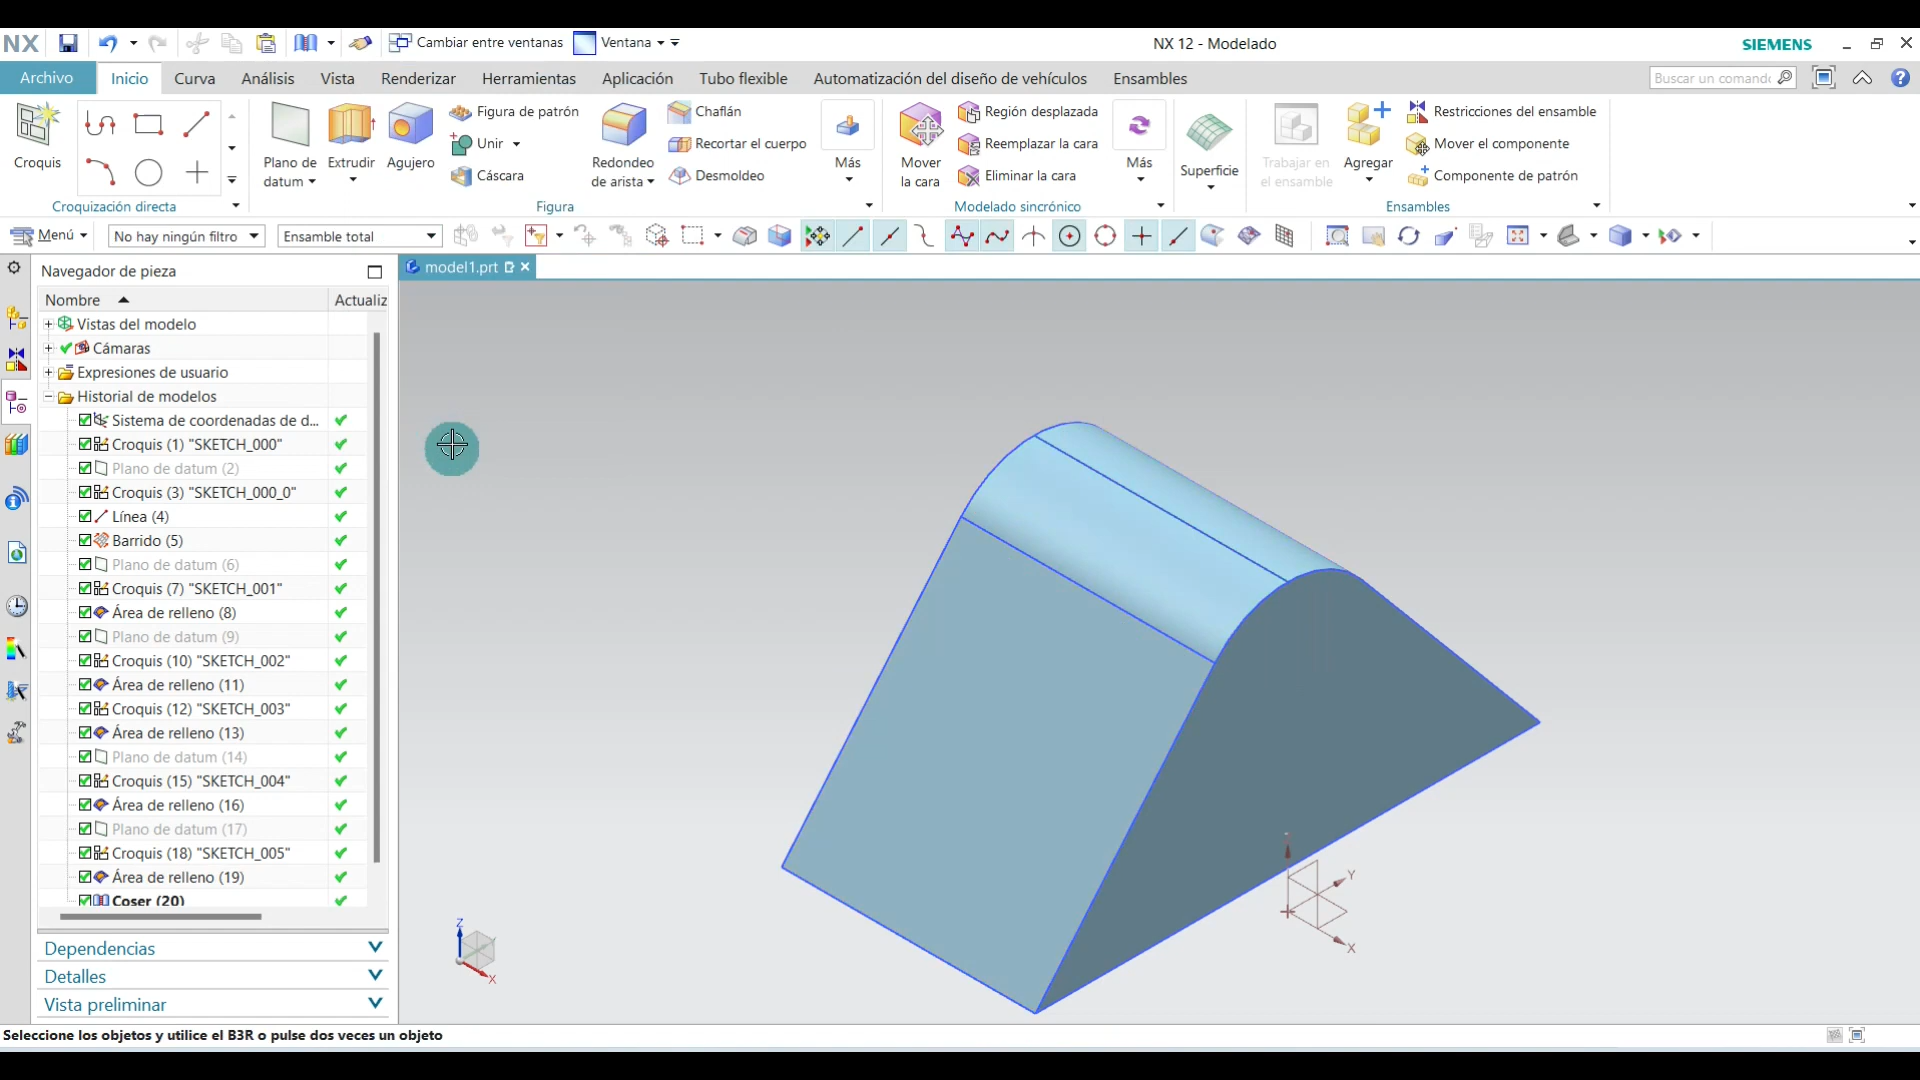 NX
Cambiar entre ventanas
Ventana
NX 12 - Modelado
SIEMENS
Archivo
Inicio
Curva
Análisis
Vista
Renderizar
Herramientas
Aplicación
Tubo flexible
Automatización del diseño de vehículos
Ensambles
Buscar un comando
Croquis
Croquización directa
Plano de datum
Extrudir
Agujero
Figura de patrón
Unir
Cáscara
Redondeo de arista
Chaflán
Recortar el cuerpo
Desmoldeo
Más
Figura
Mover la cara
Región desplazada
Reemplazar la cara
Eliminar la cara
Más
Modelado sincrónico
Superficie
Trabajar en el ensamble
Agregar
Restricciones del ensamble
Mover el componente
Componente de patrón
Ensambles
Menú
No hay ningún filtro
Ensamble total
Navegador de pieza
model1.prt
Nombre
Actualiz
Vistas del modelo
Cámaras
Expresiones de usuario
Historial de modelos
Sistema de coordenadas de d...
Croquis (1) "SKETCH_000"
Plano de datum (2)
Croquis (3) "SKETCH_000_0"
Línea (4)
Barrido (5)
Plano de datum (6)
Croquis (7) "SKETCH_001"
Área de relleno (8)
Plano de datum (9)
Croquis (10) "SKETCH_002"
Área de relleno (11)
Croquis (12) "SKETCH_003"
Área de relleno (13)
Plano de datum (14)
Croquis (15) "SKETCH_004"
Área de relleno (16)
Plano de datum (17)
Croquis (18) "SKETCH_005"
Área de relleno (19)
Coser (20)
Dependencias
Detalles
Vista preliminar
Z
X
Y
X
Seleccione los objetos y utilice el B3R o pulse dos veces un objeto